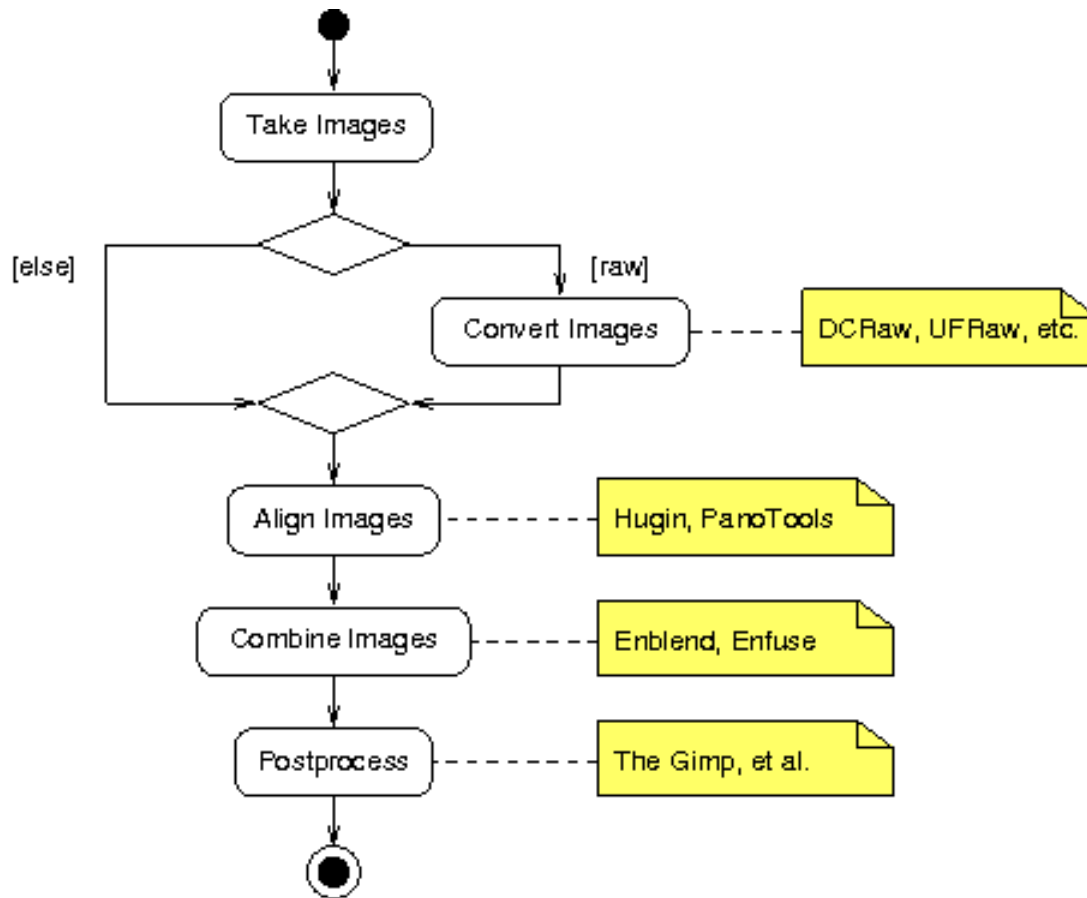 Take Images
[else]
[raw]
Convert Images
DCRaw, UFRaw, etc.
Align Images
Hugin, PanoTools
Combine Images
Enblend, Enfuse
Postprocess
The Gimp, et al.